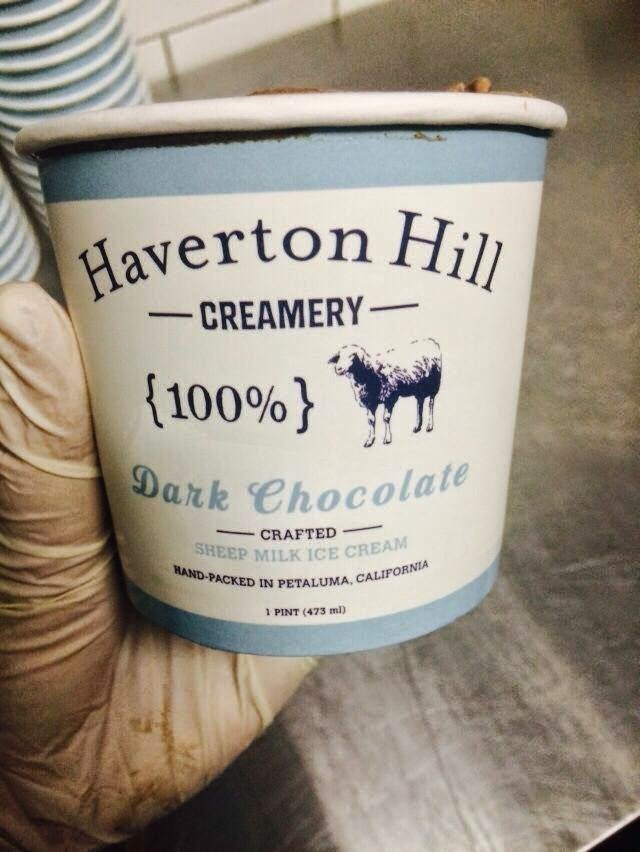 Haverton Hill
CREAMERY
{100%}
Dark Chocolate
CRAFTED
SHEEP MILK ICE CREAM
HAND-PACKED IN PETALUMA, CALIFORNIA
1 PINT (473 ml)